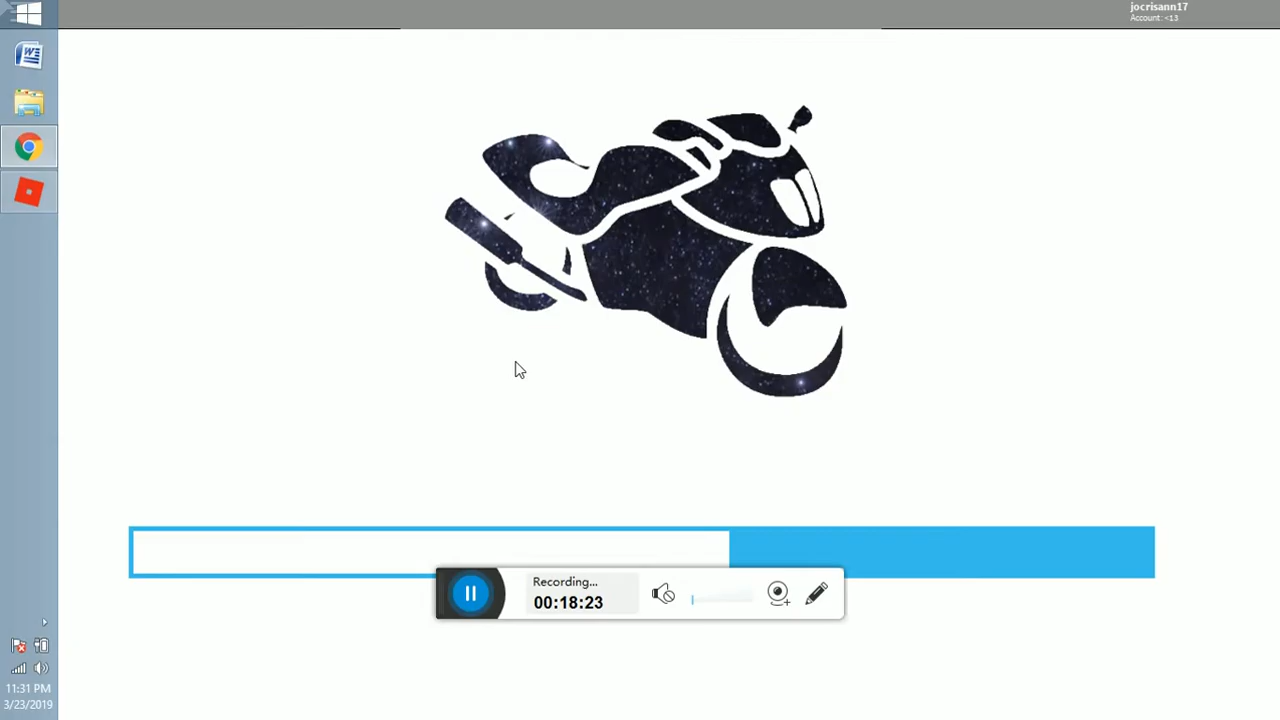 jocrisann17
Account: <13
W
Recording...
00:18:23
11:31 PM
3/23/2019